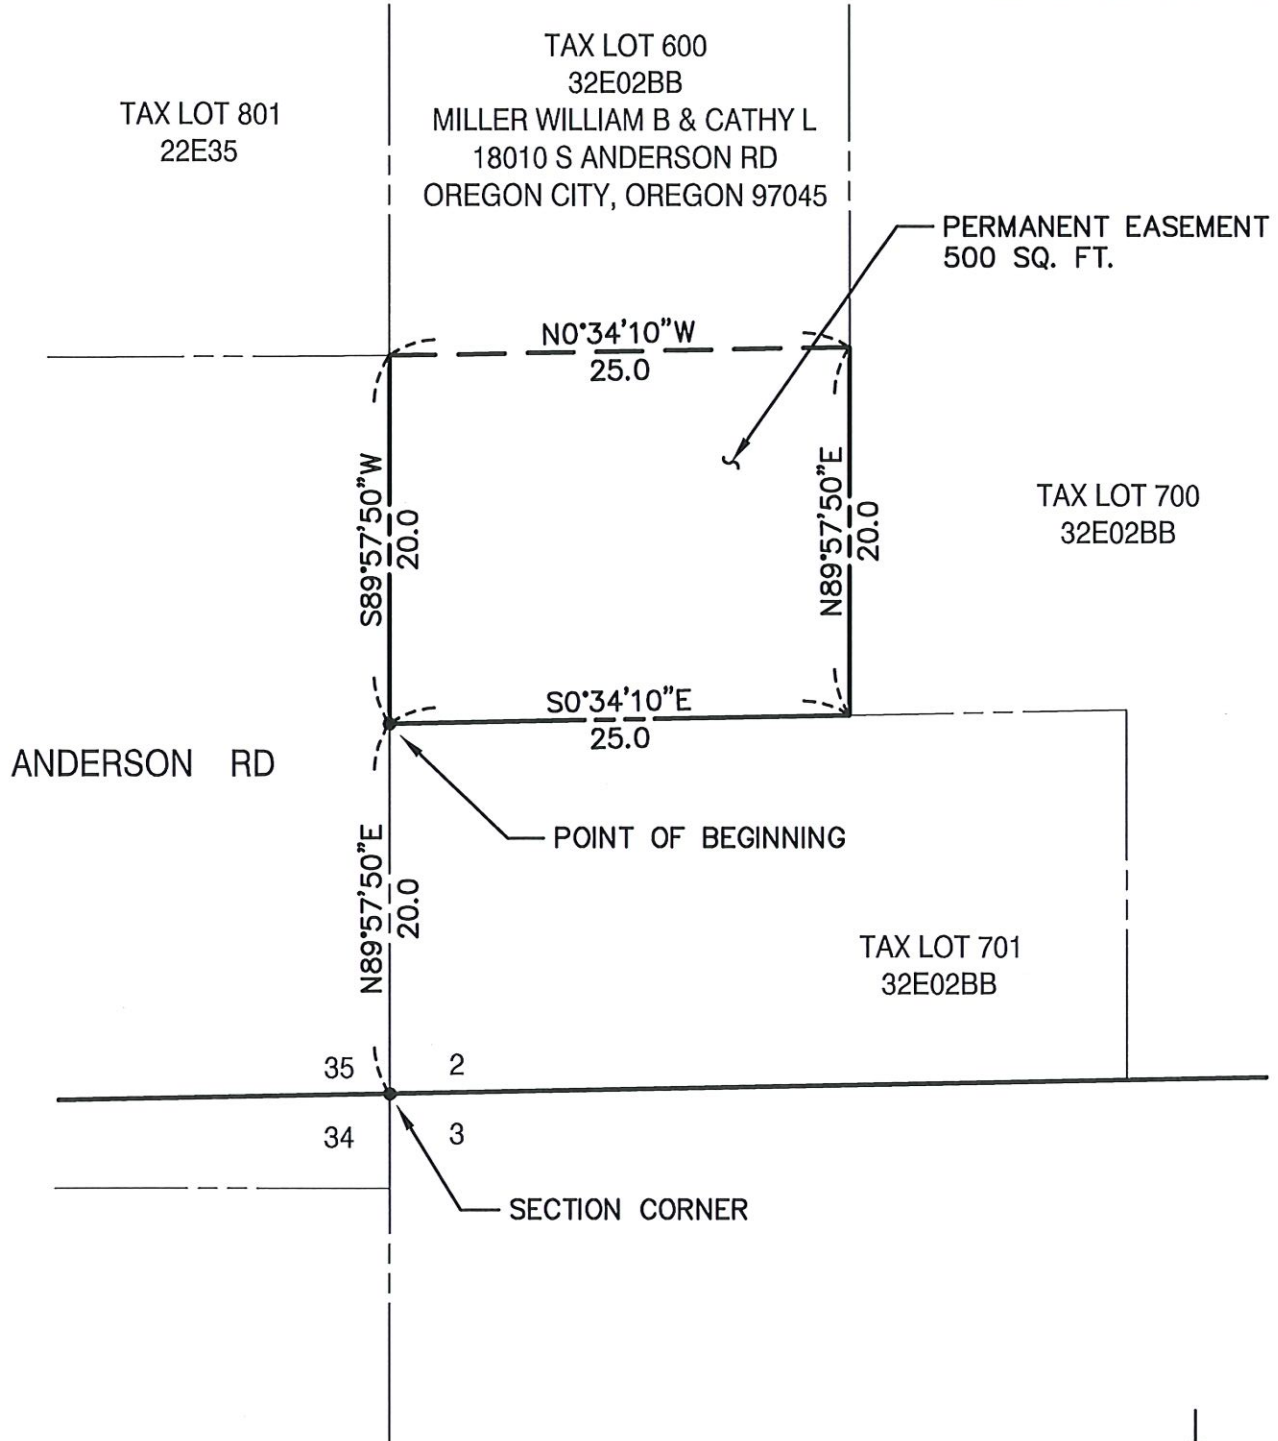 TAX LOT 801
22E35
TAX LOT 600
32E02BB
MILLER WILLIAM B & CATHY L
18010 S ANDERSON RD
OREGON CITY, OREGON 97045
PERMANENT EASEMENT
500 SQ. FT.
N0°34'10"W
25.0
S89°57'50"W
20.0
N89°57'50"E
20.0
TAX LOT 700
32E02BB
S0°34'10"E
25.0
ANDERSON RD
POINT OF BEGINNING
N89°57'50"E
20.0
TAX LOT 701
32E02BB
35
2
34
3
SECTION CORNER